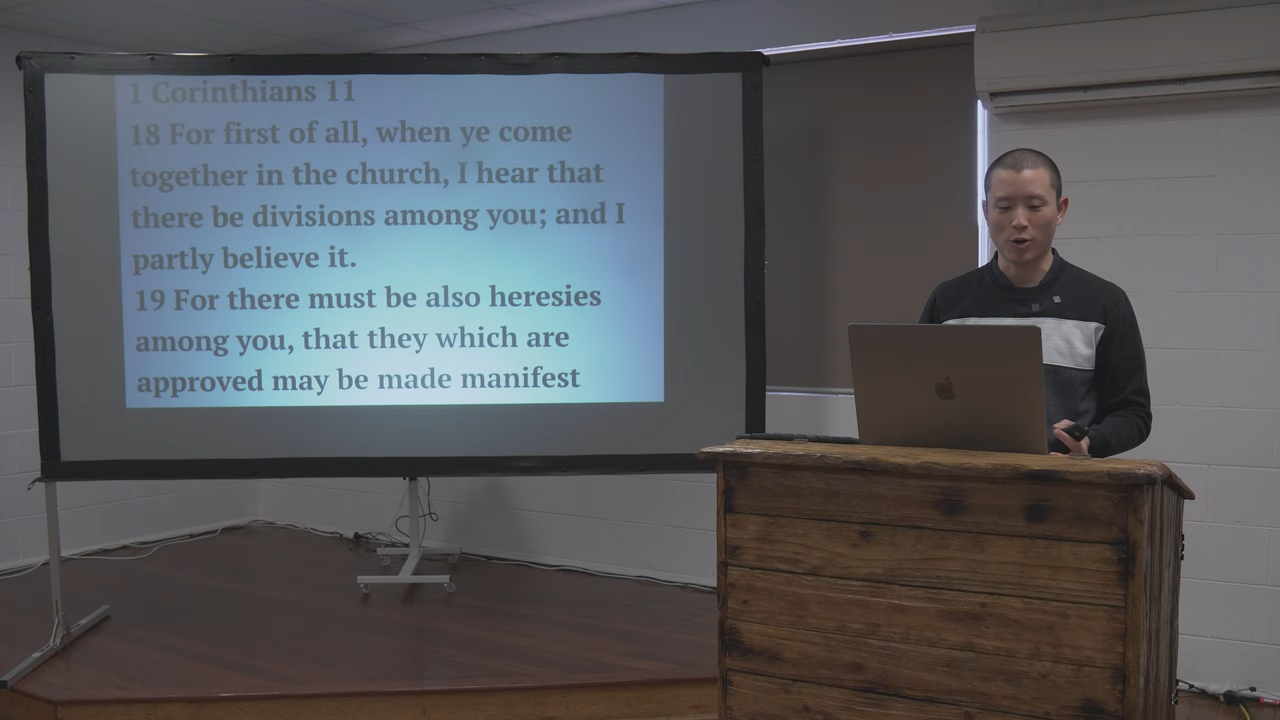 1 Corinthians 11
18 For first of all, when ye come
together in the church, I hear that
there be divisions among you; and I
partly believe it.
19 For there must be also heresies
among you, that they which are
approved may be made manifest